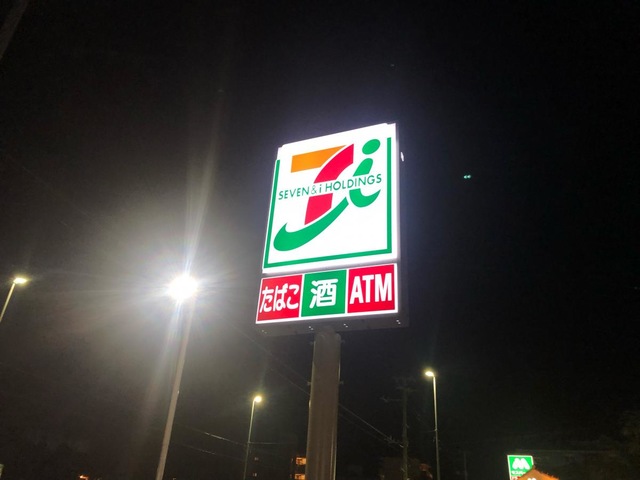 SEVEN & i HOLDINGS
たばこ 酒 ATM